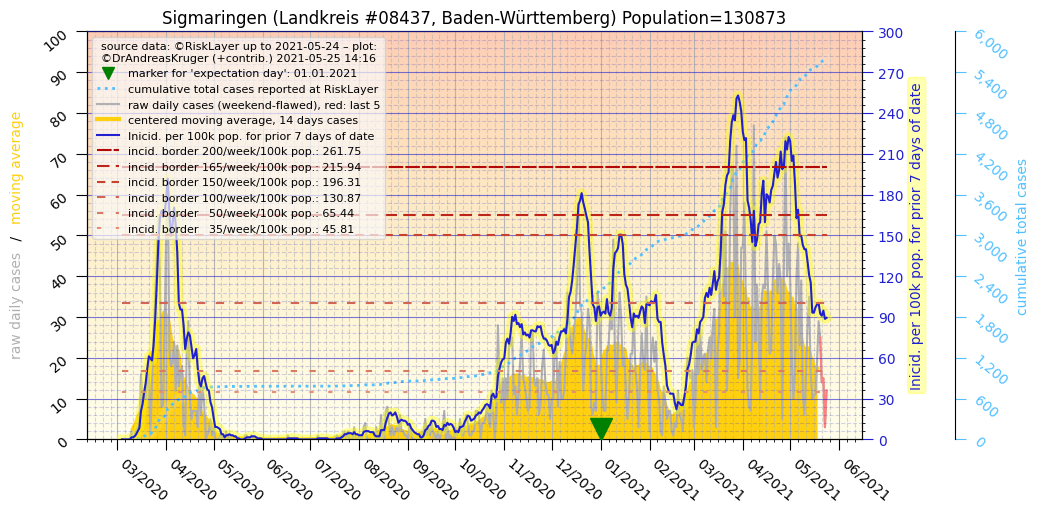 Sigmaringen (Landkreis #08437, Baden-Württemberg) Population=130873
source data: ©RiskLayer up to 2021-05-24 – plot:
©DrAndreasKruger (+contrib.) 2021-05-25 14:16
marker for 'expectation day': 01.01.2021
cumulative total cases reported at RiskLayer
raw daily cases (weekend-flawed), red: last 5
centered moving average, 14 days cases
Inicid. per 100k pop. for prior 7 days of date
incid. border 200/week/100k pop.: 261.75
incid. border 165/week/100k pop.: 215.94
incid. border 150/week/100k pop.: 196.31
incid. border 100/week/100k pop.: 130.87
incid. border   50/week/100k pop.: 65.44
incid. border   35/week/100k pop.: 45.81
raw daily cases / moving average
100
90
80
70
60
50
40
30
20
10
0
03/2020
04/2020
05/2020
06/2020
07/2020
08/2020
09/2020
10/2020
11/2020
12/2020
01/2021
02/2021
03/2021
04/2021
05/2021
06/2021
300
270
240
210
180
150
120
90
60
30
0
Inicid. per 100k pop. for prior 7 days of date
6,000
5,400
4,800
4,200
3,600
3,000
2,400
1,800
1,200
600
0
cumulative total cases